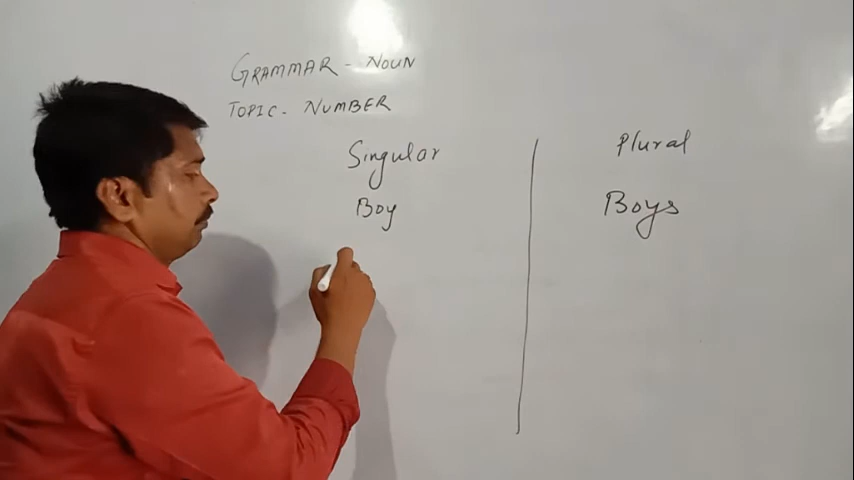 GRAMMAR - NOUN
TOPIC - NUMBER
Singular Plural
Boy Boys